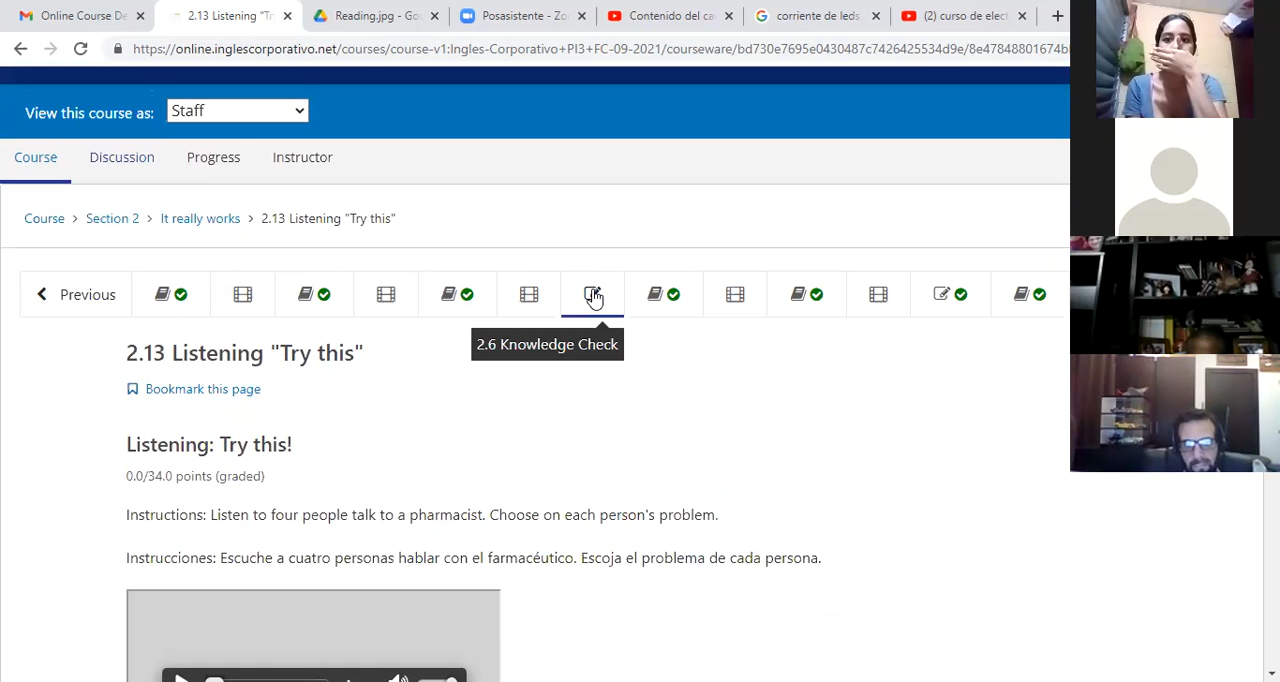 Online Course De
2.13 Listening "Tr
Reading.jpg - Go
Posasistente - Zo
Contenido del ca
corriente de leds
(2) curso de elect
https://online.inglescorporativo.net/courses/course-v1:Ingles-Corporativo+PI3+FC-09-2021/courseware/bd730e7695e0430487c7426425534d9e/8e47848801674b
View this course as: Staff
Course Discussion Progress Instructor
Course > Section 2 > It really works > 2.13 Listening "Try this"
Previous
2.6 Knowledge Check
2.13 Listening "Try this"
Bookmark this page
Listening: Try this!
0.0/34.0 points (graded)
Instructions: Listen to four people talk to a pharmacist. Choose on each person's problem.
Instrucciones: Escuche a cuatro personas hablar con el farmacéutico. Escoja el problema de cada persona.